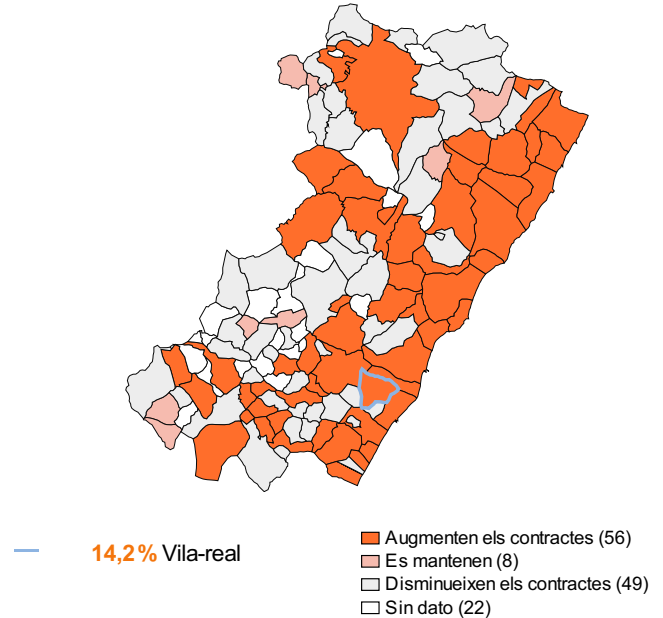 14,2% Vila-real
Augmenten els contractes (56)
Es mantenen (8)
Disminueixen els contractes (49)
Sin dato (22)